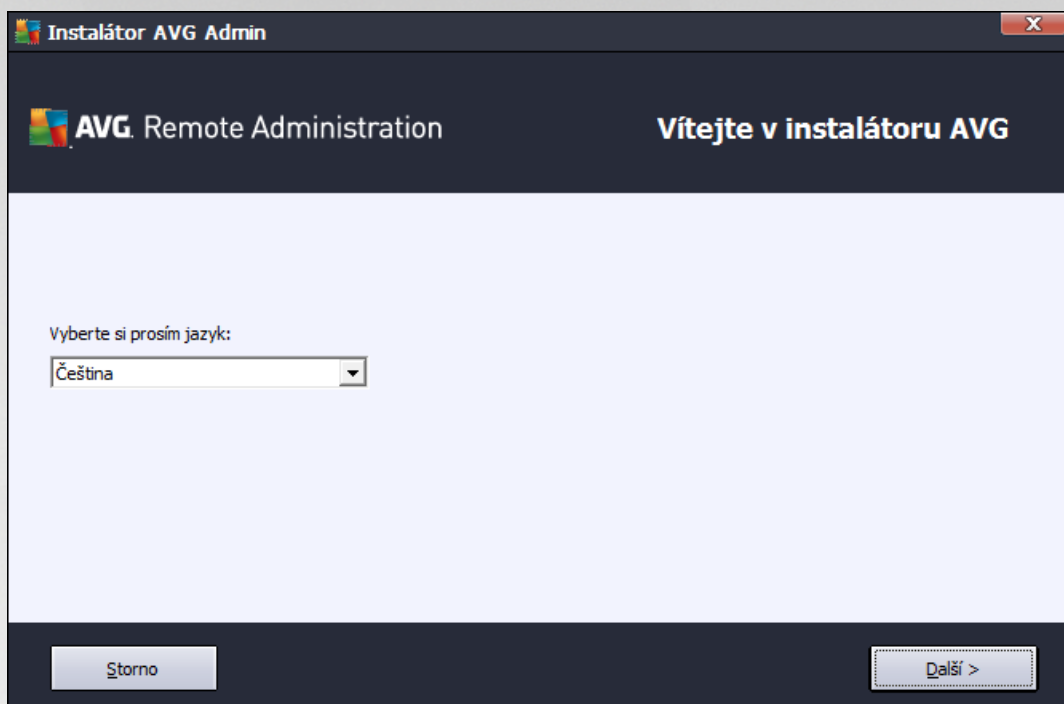 Instalátor AVG Admin
AVG. Remote Administration
Vítejte v instalátoru AVG
Vyberte si prosím jazyk:
Čeština
Storno
Další >